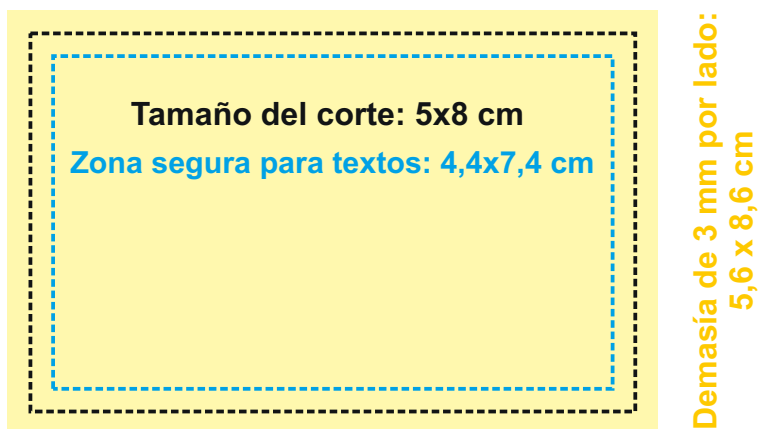 Tamaño del corte: 5x8 cm
Zona segura para textos: 4,4x7,4 cm
Demasía de 3 mm por lado:
5,6 x 8,6 cm